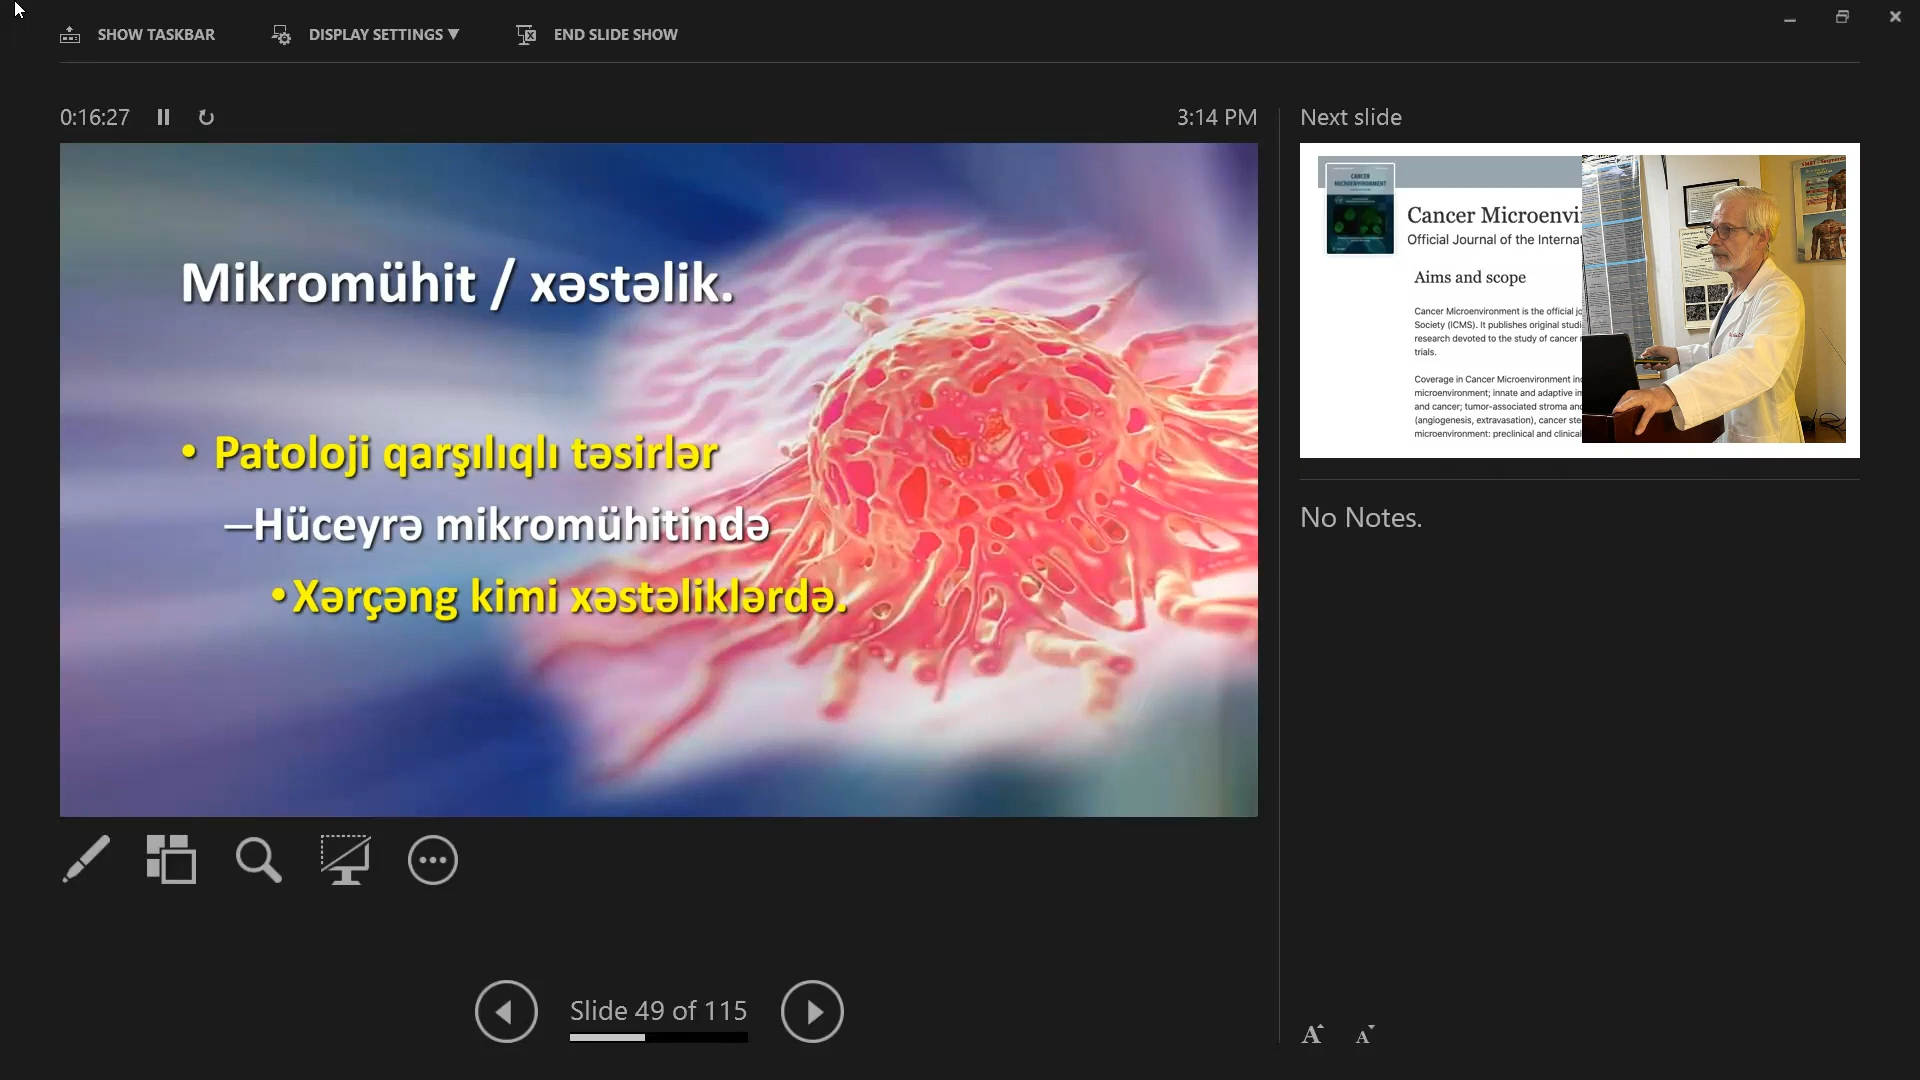 SHOW TASKBAR
DISPLAY SETTINGS ▼
END SLIDE SHOW
0:16:27
3:14 PM
Mikromühit / xəstəlik.
• Patoloji qarşılıqlı təsirlər
–Hüceyrə mikromühitində
•Xərçəng kimi xəstəliklərdə.
Slide 49 of 115
Next slide
CANCER
MICROENVIRONMENT
Cancer Microenvi
Official Journal of the Internat
Aims and scope
Cancer Microenvironment is the official jo
Society (ICMS). It publishes original studi
research devoted to the study of cancer
trials.
Coverage in Cancer Microenvironment inc
microenvironment; innate and adaptive im
and cancer; tumor-associated stroma and
(angiogenesis, extravasation), cancer ste
microenvironment: preclinical and clinical
No Notes.
A A